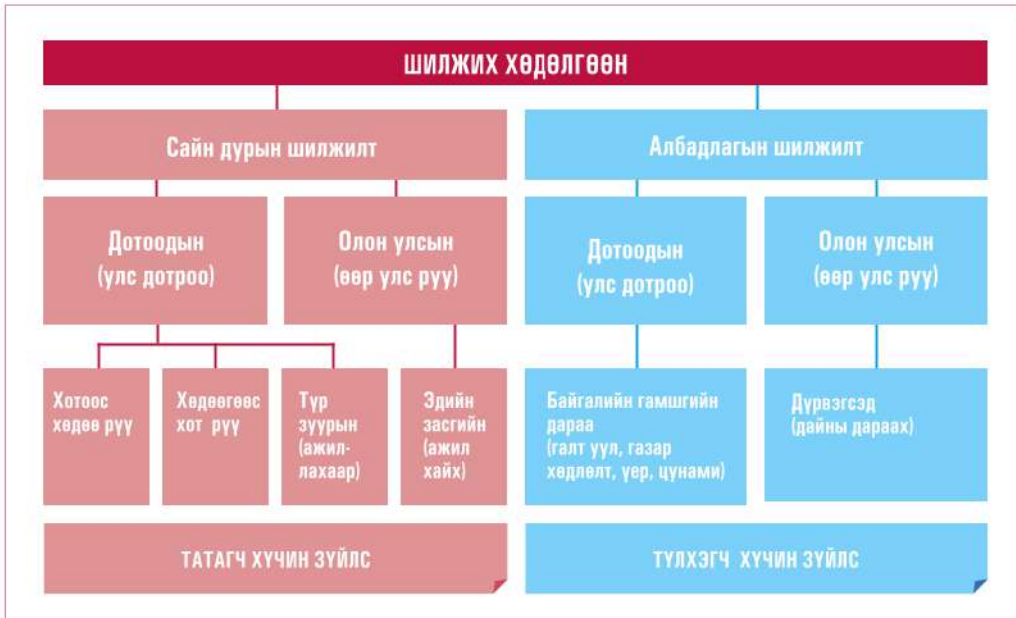 ШИЛЖИХ ХӨДӨЛГӨӨН
Сайн дурын шилжилт
Албадлагын шилжилт
Дотоодын
(улс дотроо)
Олон улсын
(өөр улс руу)
Дотоодын
(улс дотроо)
Олон улсын
(өөр улс руу)
Хотоос
хөдөө рүү
Хөдөөгөөс
хот рүү
Түр
зуурын
(ажил-
лахаар)
Эдийн
засгийн
(ажил
хайх)
Байгалийн гамшгийн
дараа
(галт уул, газар
хөдлөлт, үер, цунами)
Дүрвэгсэд
(дайны дараах)
ТАТАГЧ ХҮЧИН ЗҮЙЛС
ТҮЛХЭГЧ ХҮЧИН ЗҮЙЛС